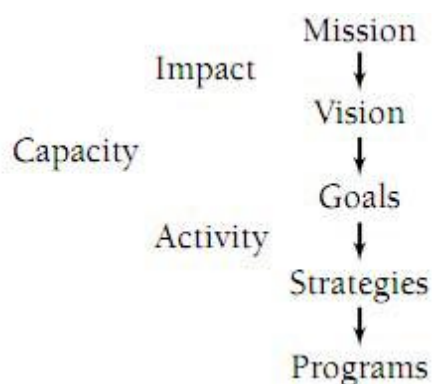 Mission
Impact
Vision
Capacity
Goals
Activity
Strategies
Programs